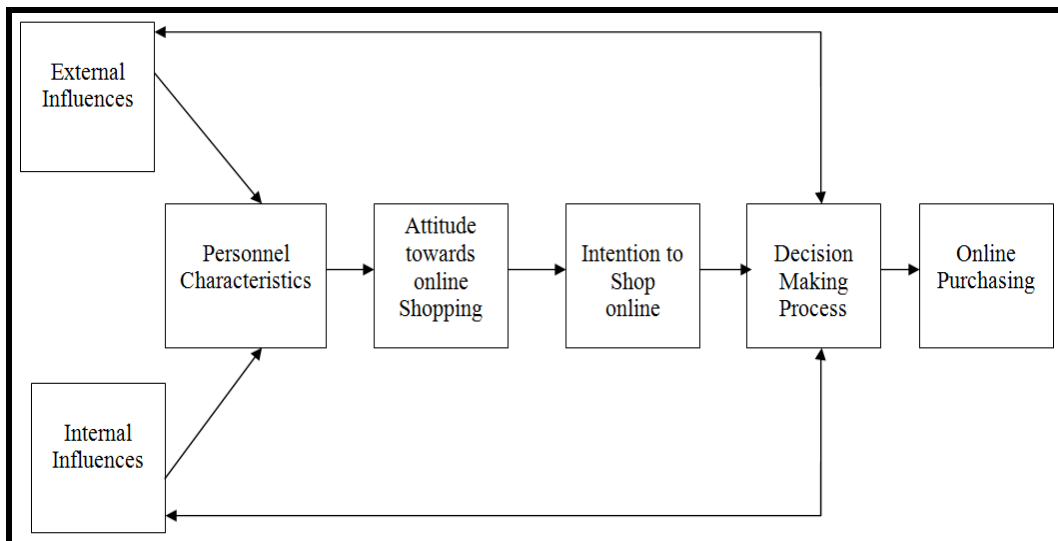 External
Influences
Personnel
Characteristics
Attitude
towards
online
Shopping
Intention to
Shop
online
Decision
Making
Process
Online
Purchasing
Internal
Influences